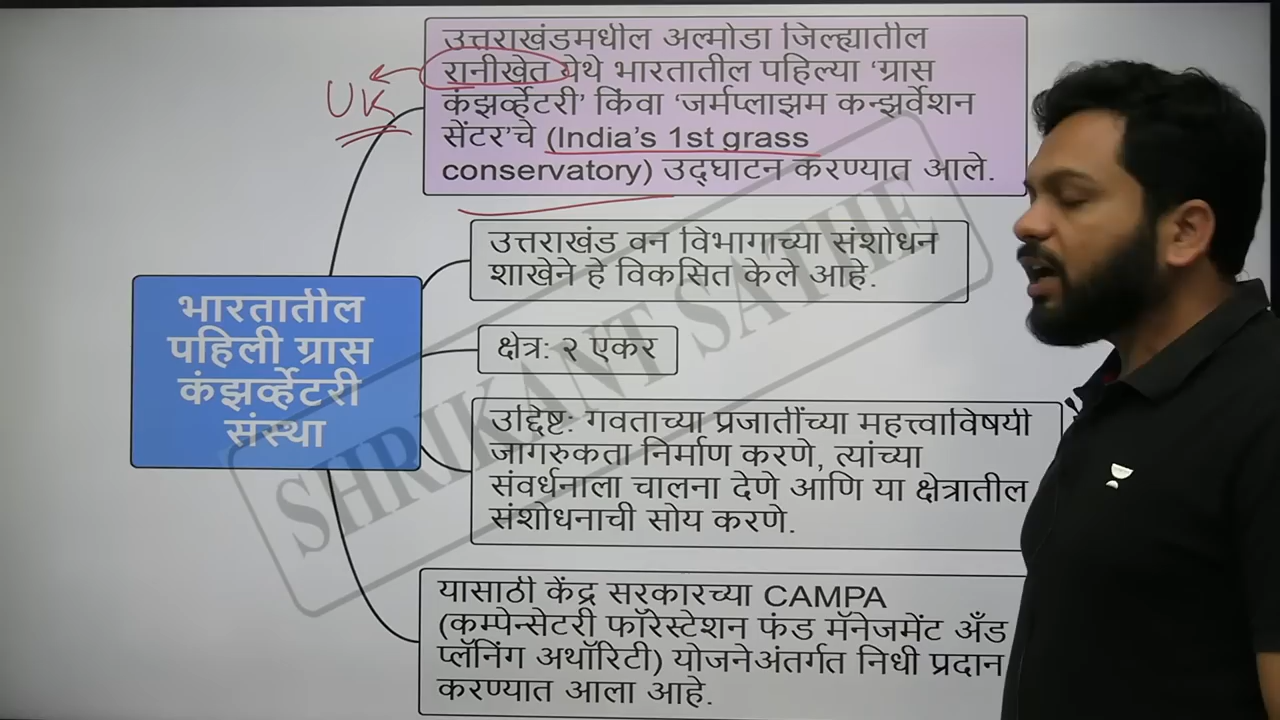 उत्तराखंडमधील अल्मोडा जिल्ह्यातील
रानीखेत येथे भारतातील पहिल्या ‘ग्रास
कंझर्व्हेटरी’ किंवा ‘जर्मप्लाझम कन्झर्वेशन
सेंटर’चे (India’s 1st grass
conservatory) उद्घाटन करण्यात आले.
UK
उत्तराखंड वन विभागाच्या संशोधन
शाखेने हे विकसित केले आहे.
भारतातील
पहिली ग्रास
कंझर्व्हेटरी
संस्था
क्षेत्र: २ एकर
उद्दिष्ट: गवताच्या प्रजातींच्या महत्त्वाविषयी
जागरुकता निर्माण करणे, त्यांच्या
संवर्धनाला चालना देणे आणि या क्षेत्रातील
संशोधनाची सोय करणे.
यासाठी केंद्र सरकारच्या CAMPA
(कम्पेन्सेटरी फॉरेस्टेशन फंड मॅनेजमेंट अँड
प्लॅनिंग अथॉरिटी) योजनेअंतर्गत निधी प्रदान
करण्यात आला आहे.
SHRIKANT SATHE